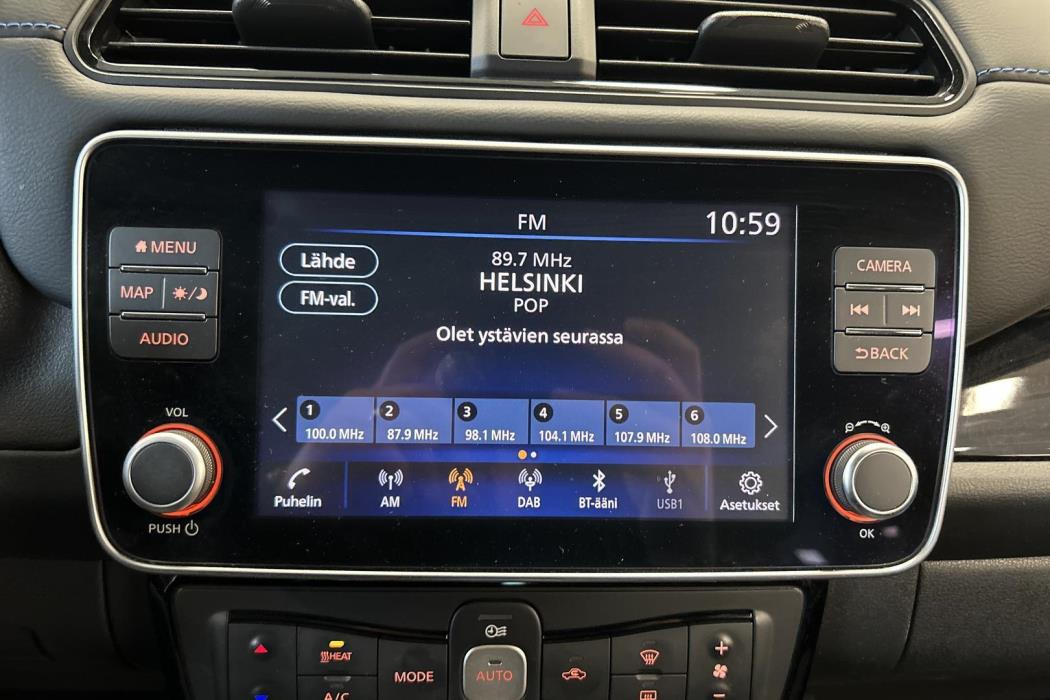 FM
10:59
MENU
MAP
AUDIO
VOL
PUSH
Lähde
FM-val.
89.7 MHz
HELSINKI
POP
Olet ystävien seurassa
1 2 3 4 5 6
100.0 MHz 87.9 MHz 98.1 MHz 104.1 MHz 107.9 MHz 108.0 MHz
Puhelin AM FM DAB BT-ääni USB1 Asetukset
CAMERA
BACK
OK
HEAT
MODE
AUTO
A/C